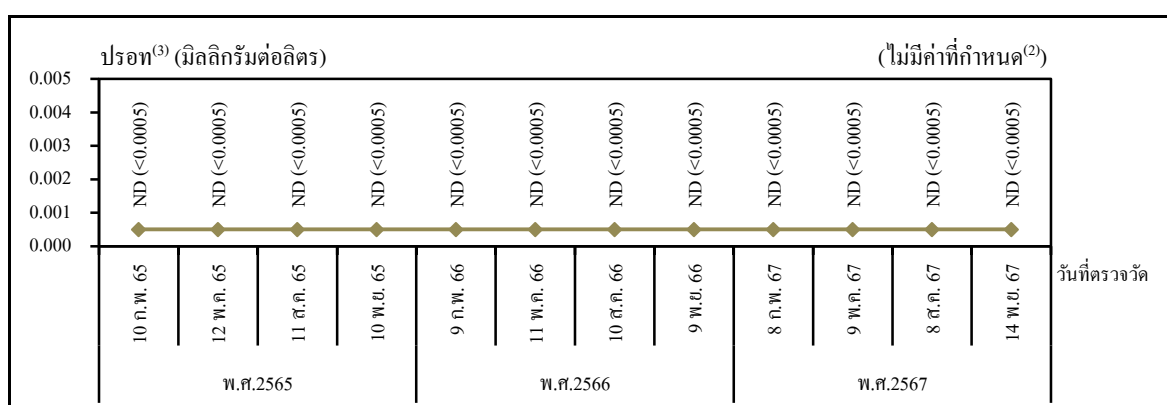 ปรอท(3) (มิลลิกรัมต่อลิตร)
(ไม่มีค่าที่กำหนด(2))
0.005
0.004
0.003
0.002
0.001
0.000
ND (<0.0005)
ND (<0.0005)
ND (<0.0005)
ND (<0.0005)
ND (<0.0005)
ND (<0.0005)
ND (<0.0005)
ND (<0.0005)
ND (<0.0005)
ND (<0.0005)
ND (<0.0005)
ND (<0.0005)
10 ก.พ. 65
12 พ.ค. 65
11 ส.ค. 65
10 พ.ย. 65
9 ก.พ. 66
11 พ.ค. 66
10 ส.ค. 66
9 พ.ย. 66
8 ก.พ. 67
9 พ.ค. 67
8 ส.ค. 67
14 พ.ย. 67
วันที่ตรวจวัด
พ.ศ.2565
พ.ศ.2566
พ.ศ.2567